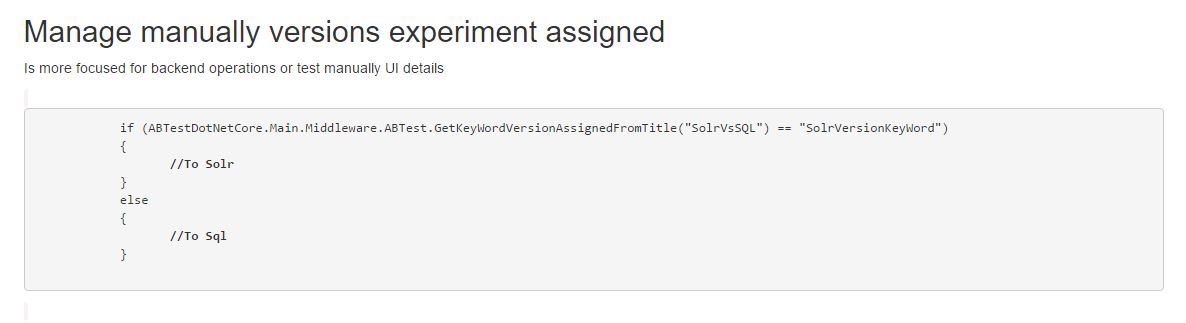 Manage manually versions experiment assigned
Is more focused for backend operations or test manually UI details
if (ABTestDotNetCore.Main.Middleware.ABTest.GetKeyWordVersionAssignedFromTitle("SolrVsSQL") == "SolrVersionKeyWord")
{
//To Solr
}
else
{
//To Sql
}